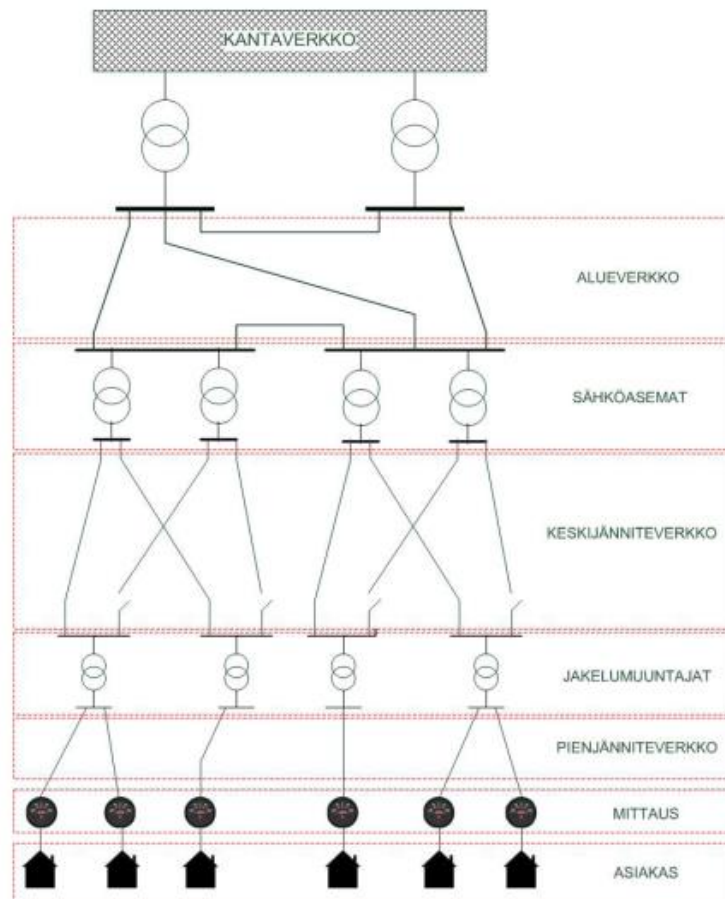 KANTAVERKKO
ALUEVERKKO
SÄHKÖASEMAT
KESKIJÄNNITEVERKKO
JAKELUMUUNTAJAT
PIENJÄNNITEVERKKO
MITTAUS
ASIAKAS